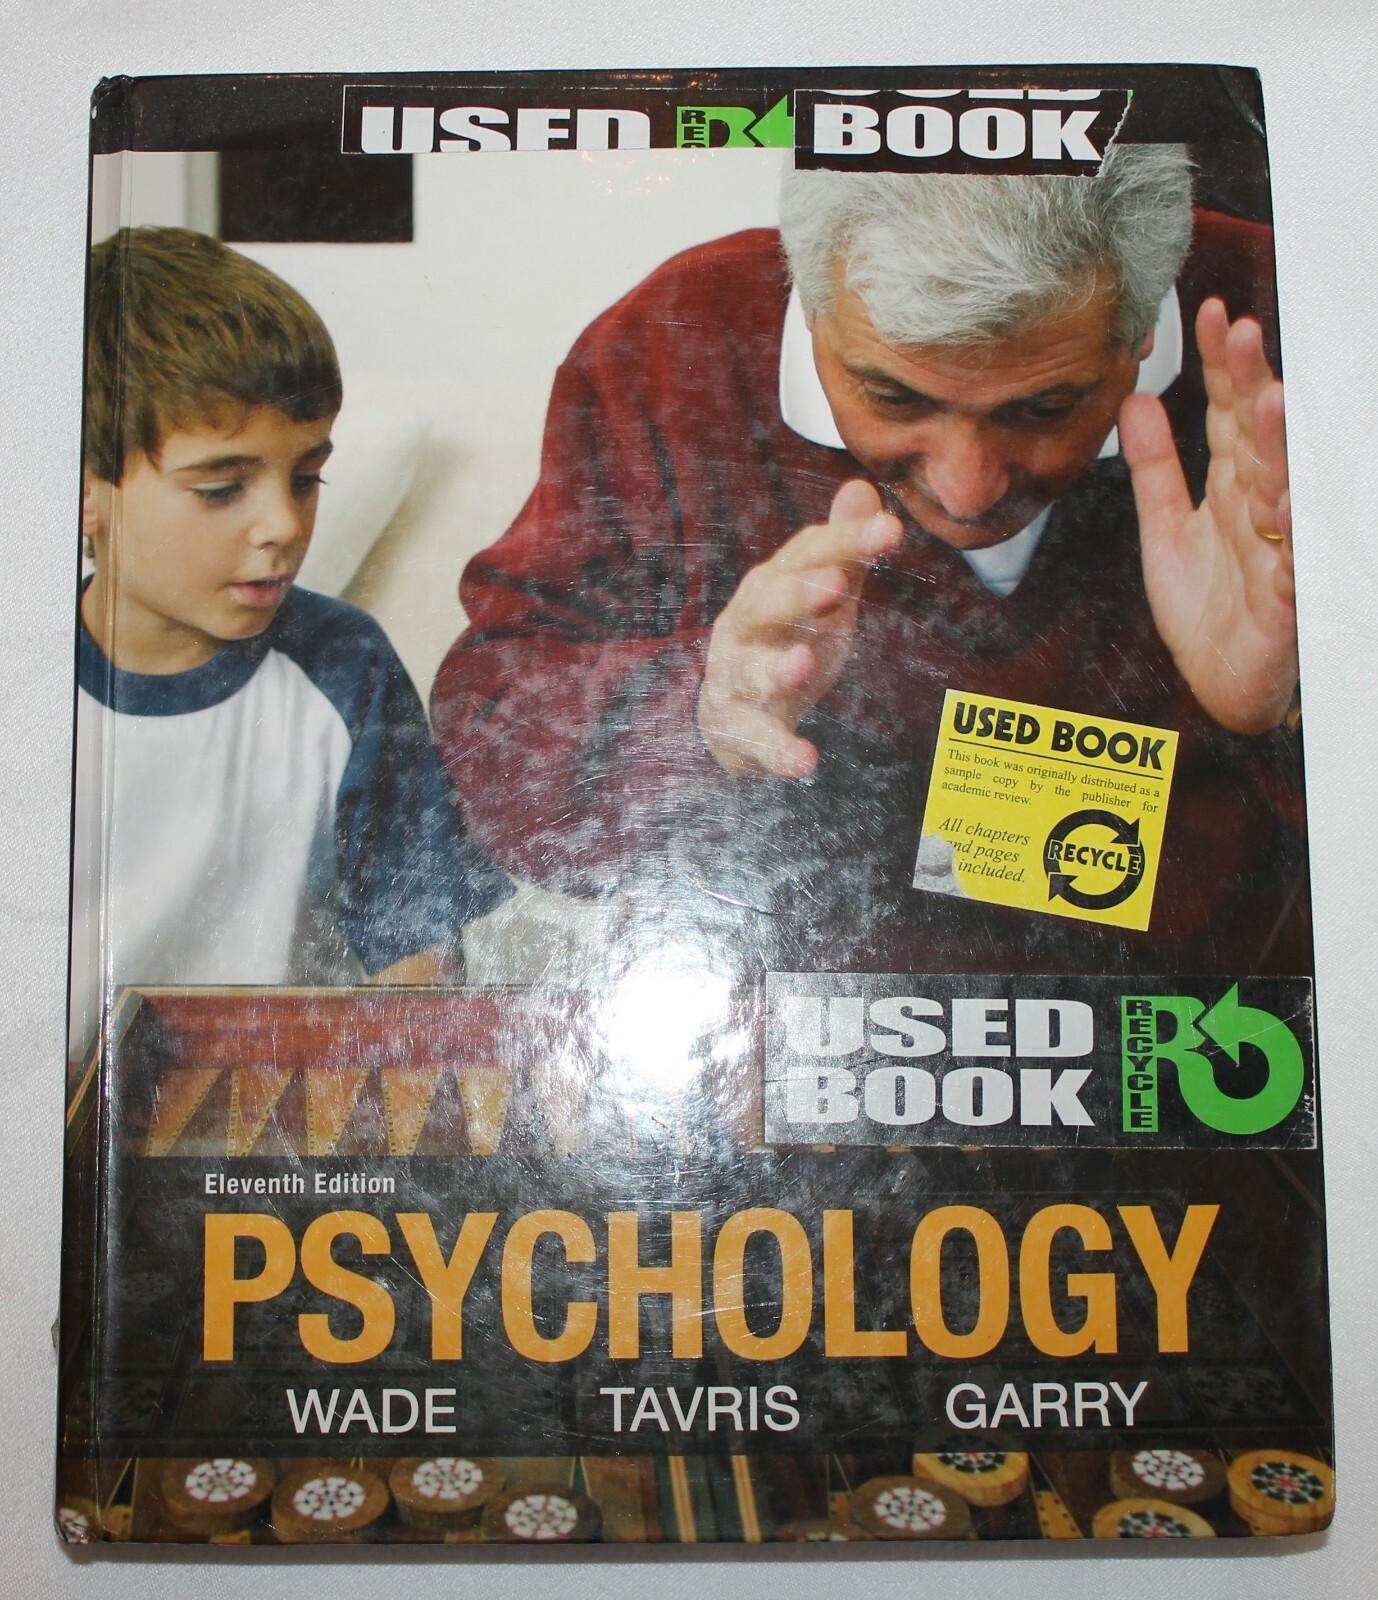 USED REC
BOOK
USED BOOK
This book was originally distributed as a
sample copy by the publisher for
academic review.
All chapters
and pages
included.
RECYCLE
USED
BOOK
RECYCLE
Eleventh Edition
PSYCHOLOGY
WADE TAVRIS GARRY